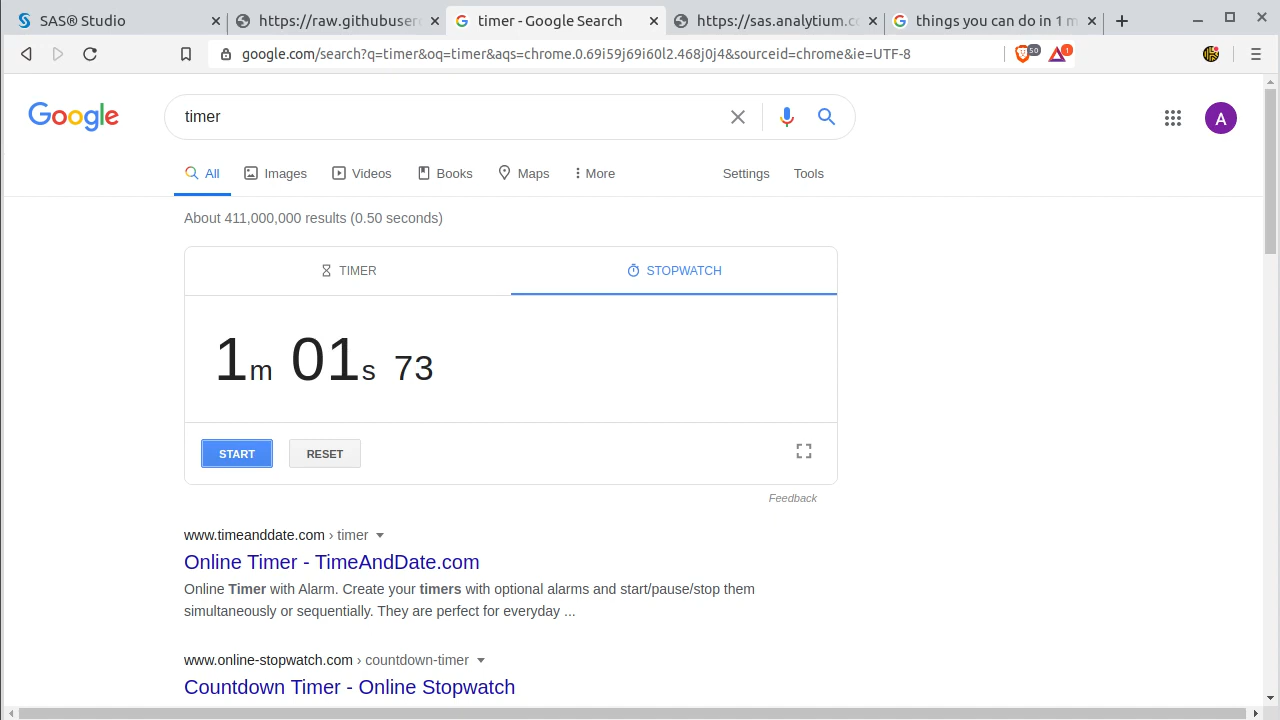 SAS® Studio
https://raw.githubuserc
timer - Google Search
https://sas.analytium.co
things you can do in 1 m
google.com/search?q=timer&oq=timer&aqs=chrome.0.69i59j69i60l2.468j0j4&sourceid=chrome&ie=UTF-8
50
1
Google
timer
A
All
Images
Videos
Books
Maps
More
Settings
Tools
About 411,000,000 results (0.50 seconds)
TIMER
STOPWATCH
1m 01s 73
START
RESET
Feedback
www.timeanddate.com › timer
Online Timer - TimeAndDate.com
Online Timer with Alarm. Create your timers with optional alarms and start/pause/stop them
simultaneously or sequentially. They are perfect for everyday ...
www.online-stopwatch.com › countdown-timer
Countdown Timer - Online Stopwatch